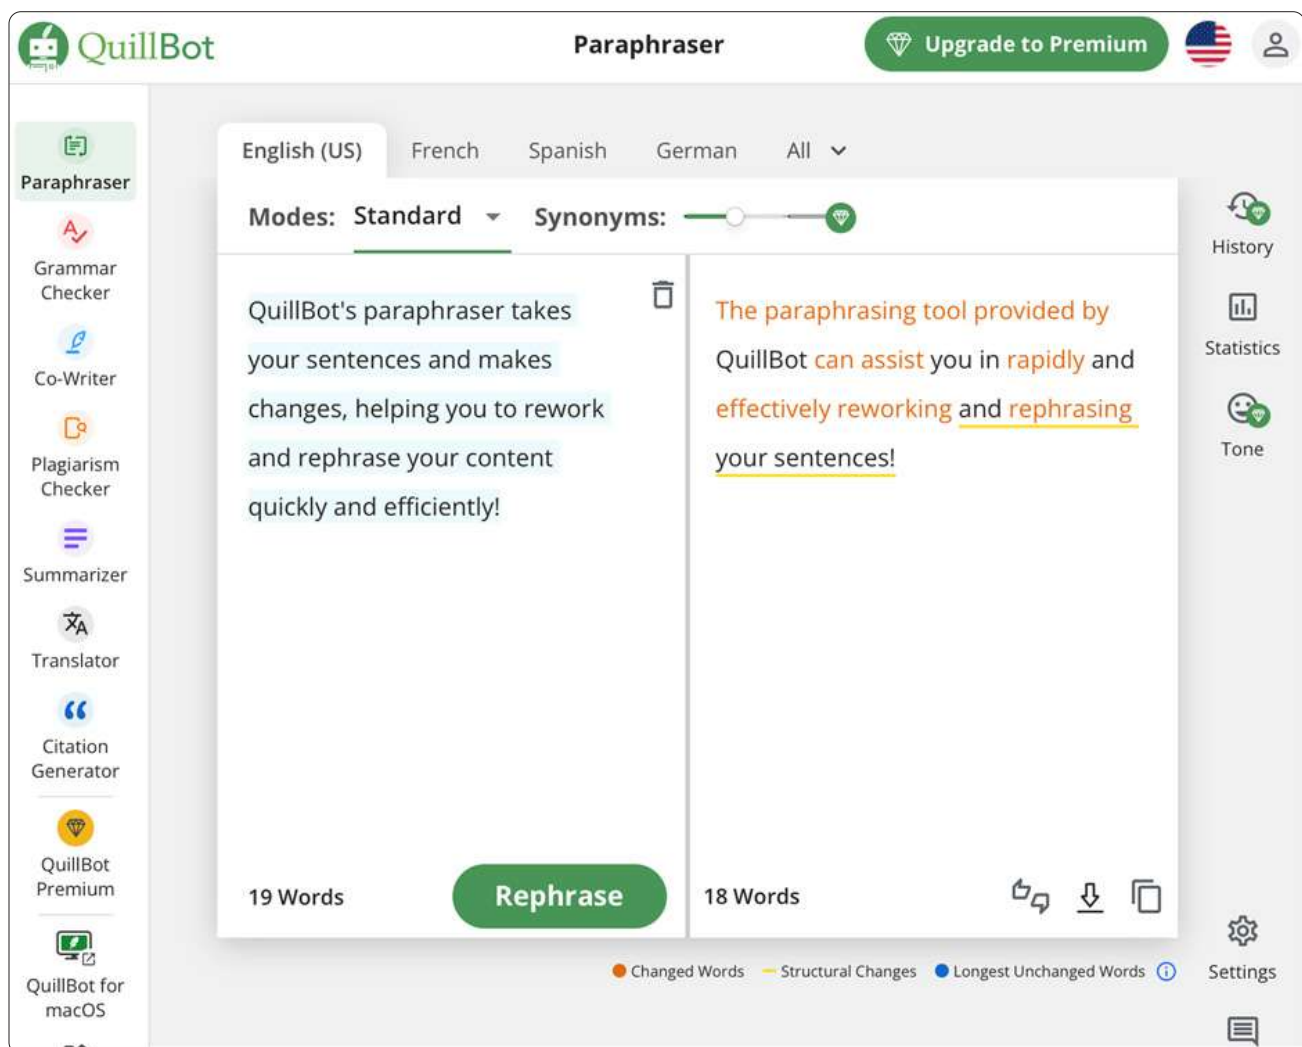 QuillBot
Paraphraser
Upgrade to Premium
Paraphraser
Grammar
Checker
Co-Writer
Plagiarism
Checker
Summarizer
Translator
Citation
Generator
QuillBot
Premium
QuillBot for
macOS
English (US) French Spanish German All
Modes: Standard Synonyms:
QuillBot's paraphraser takes
your sentences and makes
changes, helping you to rework
and rephrase your content
quickly and efficiently!
19 Words
Rephrase
The paraphrasing tool provided by
QuillBot can assist you in rapidly and
effectively reworking and rephrasing
your sentences!
18 Words
Changed Words Structural Changes Longest Unchanged Words
History
Statistics
Tone
Settings